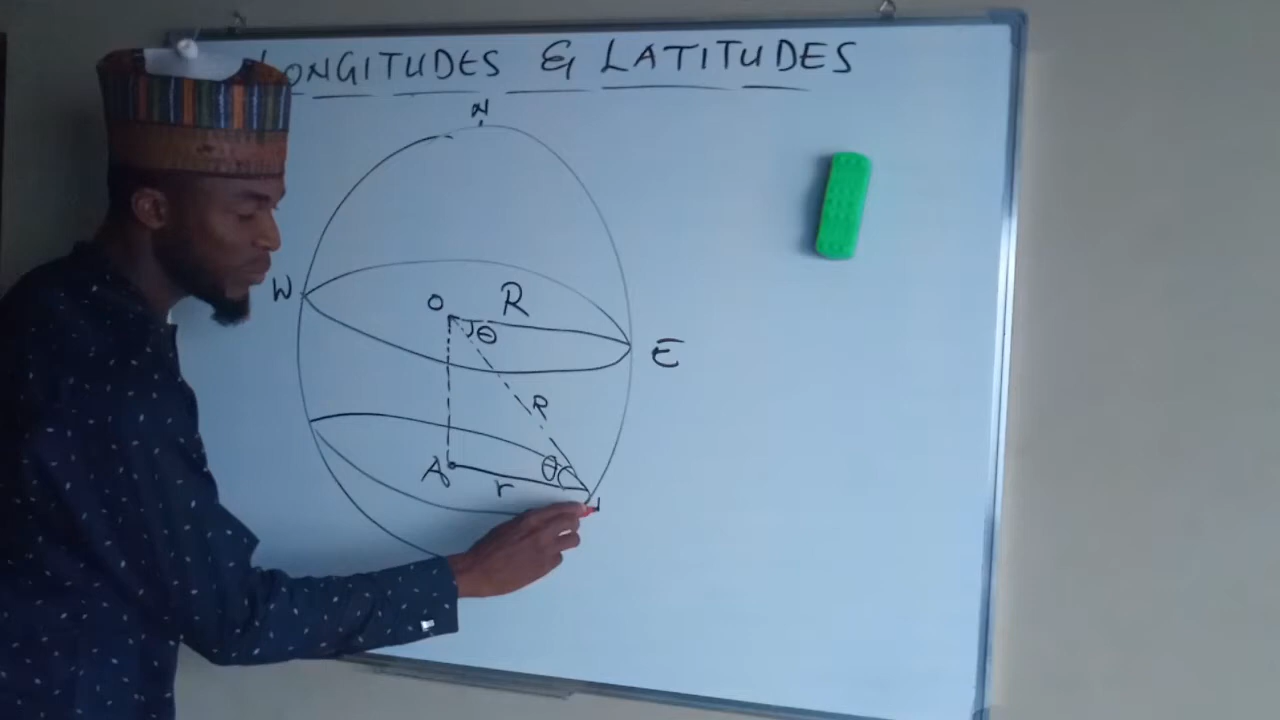 LONGITUDES & LATITUDES
N
W
O
R
θ
E
R
A
θ
r